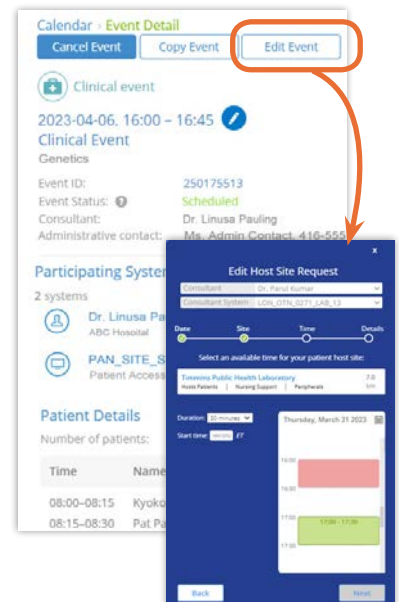 Calendar › Event Detail
Cancel Event
Copy Event
Edit Event
Clinical event
2023-04-06, 16:00 – 16:45
Clinical Event
Genetics
Event ID: 250175513
Event Status: Scheduled
Consultant: Dr. Linusa Pauling
Administrative contact: Ms. Admin Contact, 416-555
Participating System
2 systems
Dr. Linusa Pa
ABC Hospital
PAN_SITE_S
Patient Access
Patient Details
Number of patients:
Time Name
08:00–08:15 Kyoko
08:15–08:30 Pat Pa
x
Edit Host Site Request
Consultant Dr. Parul Kumar
Consultant System LON_OTN_0271_LAB_13
Date Site Time Details
Select an available time for your patient host site:
Timmins Public Health Laboratory 7.0
Hosts Patients | Nursing Support | Peripherals km
Duration: 30 minutes
Start time: ET
Thursday, March 31 2023
16:00
17:00 - 17:30
17:00
Back
Next